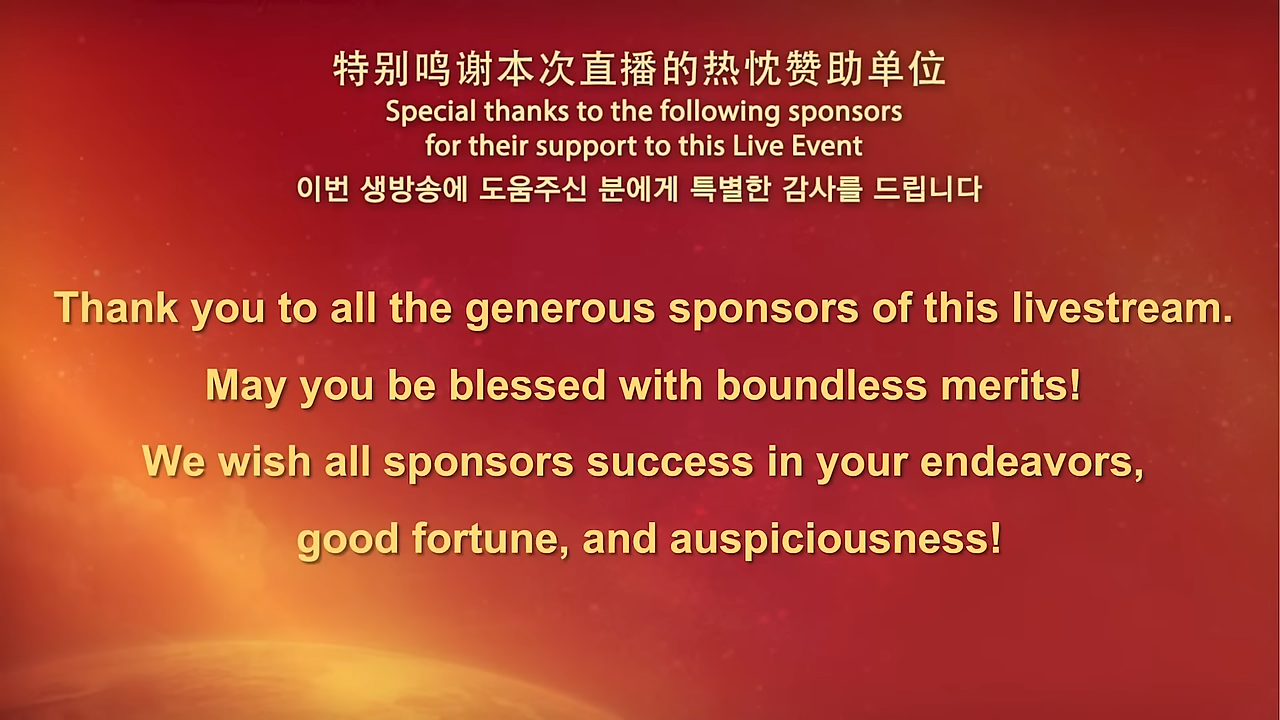 特别鸣谢本次直播的热忱赞助单位
Special thanks to the following sponsors
for their support to this Live Event
이번 생방송에 도움주신 분에게 특별한 감사를 드립니다
Thank you to all the generous sponsors of this livestream.
May you be blessed with boundless merits!
We wish all sponsors success in your endeavors,
good fortune, and auspiciousness!